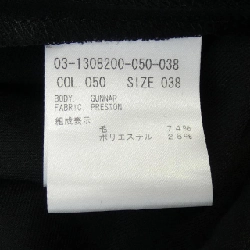 03-1308200-050-038
COL 050 SIZE 038
BODY GUNNAR
FABRIC PRESTON
組成表示
毛 74%
ポリエステル 26%